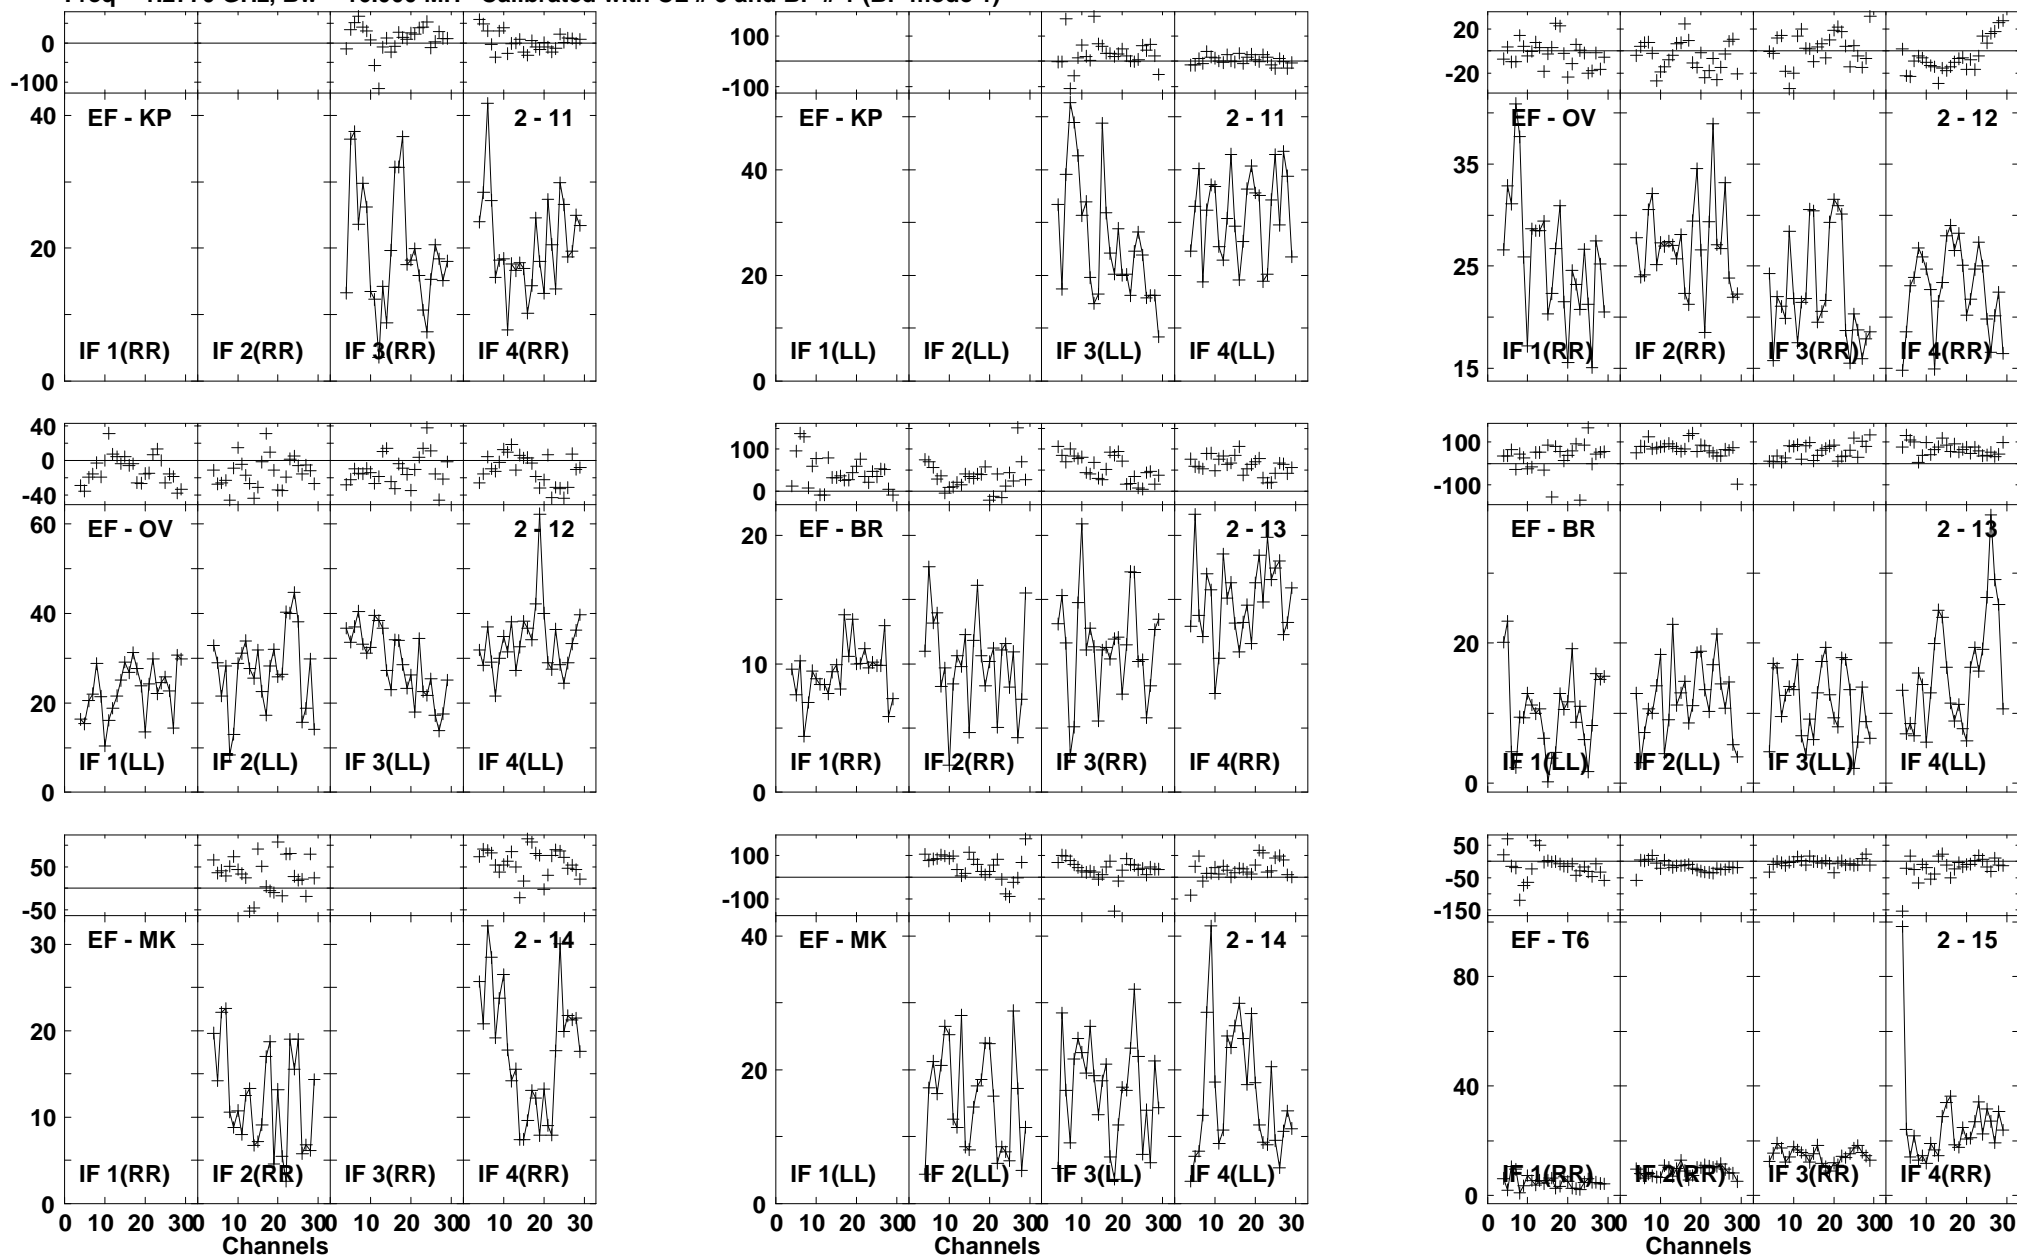 EF - KP 2 - 11
100 0 -100
40 20 0
IF 1(RR) IF 2(RR) IF 3(RR) IF 4(RR)
EF - KP 2 - 11
100 0 -100
40 20 0
IF 1(LL) IF 2(LL) IF 3(LL) IF 4(LL)
EF - OV 2 - 12
20 -20
35 25 15
IF 1(RR) IF 2(RR) IF 3(RR) IF 4(RR)
EF - OV 2 - 12
40 0 -40
60 40 20 0
IF 1(LL) IF 2(LL) IF 3(LL) IF 4(LL)
EF - BR 2 - 13
100 0
20 10 0
IF 1(RR) IF 2(RR) IF 3(RR) IF 4(RR)
EF - BR 2 - 13
100 -100
20 0
IF 1(LL) IF 2(LL) IF 3(LL) IF 4(LL)
EF - MK 2 - 14
50 -50
30 20 10 0
IF 1(RR) IF 2(RR) IF 3(RR) IF 4(RR)
0 10 20 30 0 10 20 30 0 10 20 30 0 10 20 30
Channels
EF - MK 2 - 14
100 -100
40 20 0
IF 1(LL) IF 2(LL) IF 3(LL) IF 4(LL)
0 10 20 30 0 10 20 30 0 10 20 30 0 10 20 30
Channels
EF - T6 2 - 15
50 -50 -150
80 40 0
IF 1(RR) IF 2(RR) IF 3(RR) IF 4(RR)
0 10 20 30 0 10 20 30 0 10 20 30 0 10 20 30
Channels